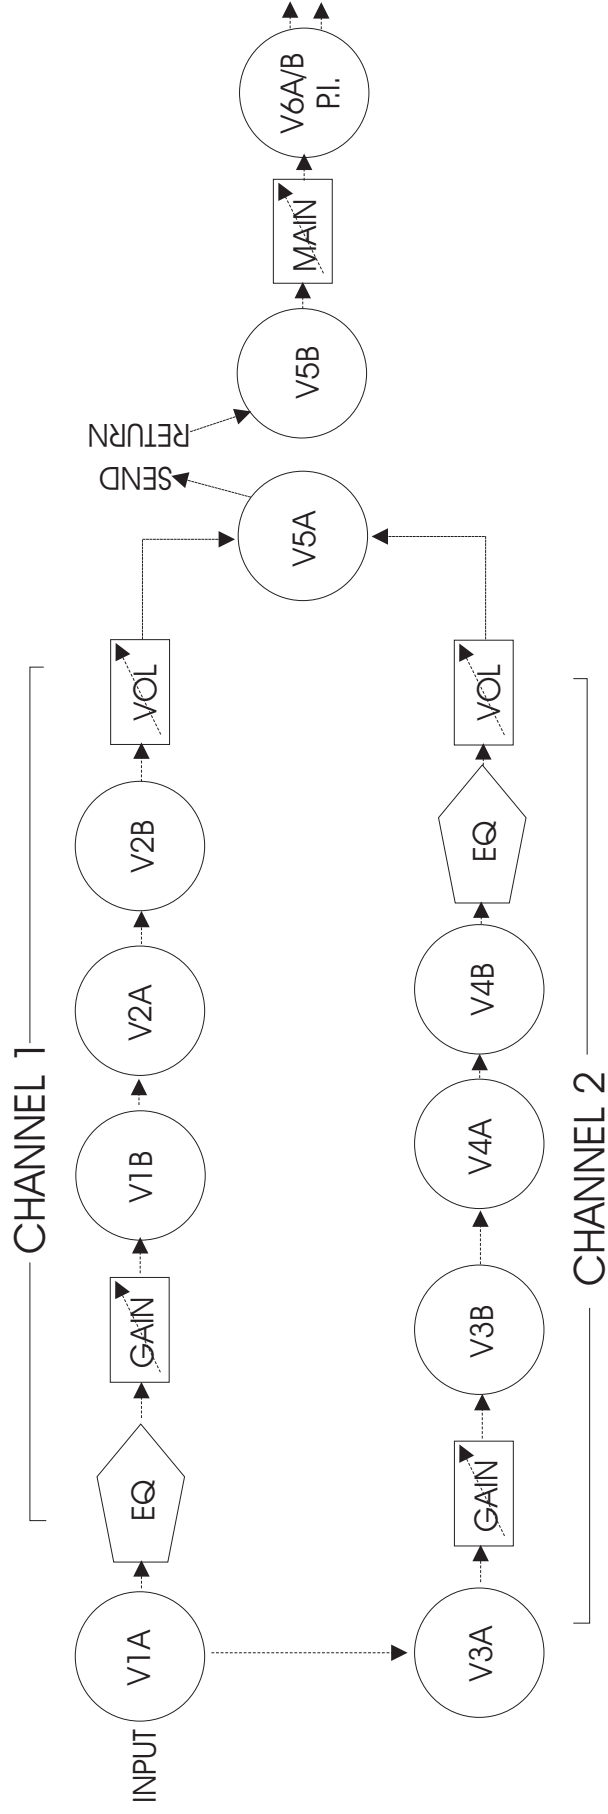 CHANNEL 1
INPUT
V1A
EQ
GAIN
V1B
V2A
V2B
VOL
SEND
RETURN
V5A
V5B
MAIN
V6A/B
P.I.
V3A
GAIN
V3B
V4A
V4B
EQ
VOL
CHANNEL 2